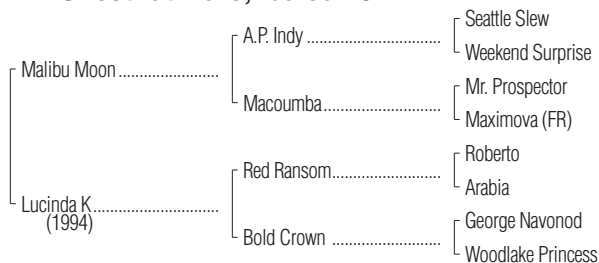 Seattle Slew
A.P. Indy
Weekend Surprise
Malibu Moon
Mr. Prospector
Macoumba
Maximova (FR)
Roberto
Red Ransom
Arabia
Lucinda K
(1994)
George Navonod
Bold Crown
Woodlake Princess